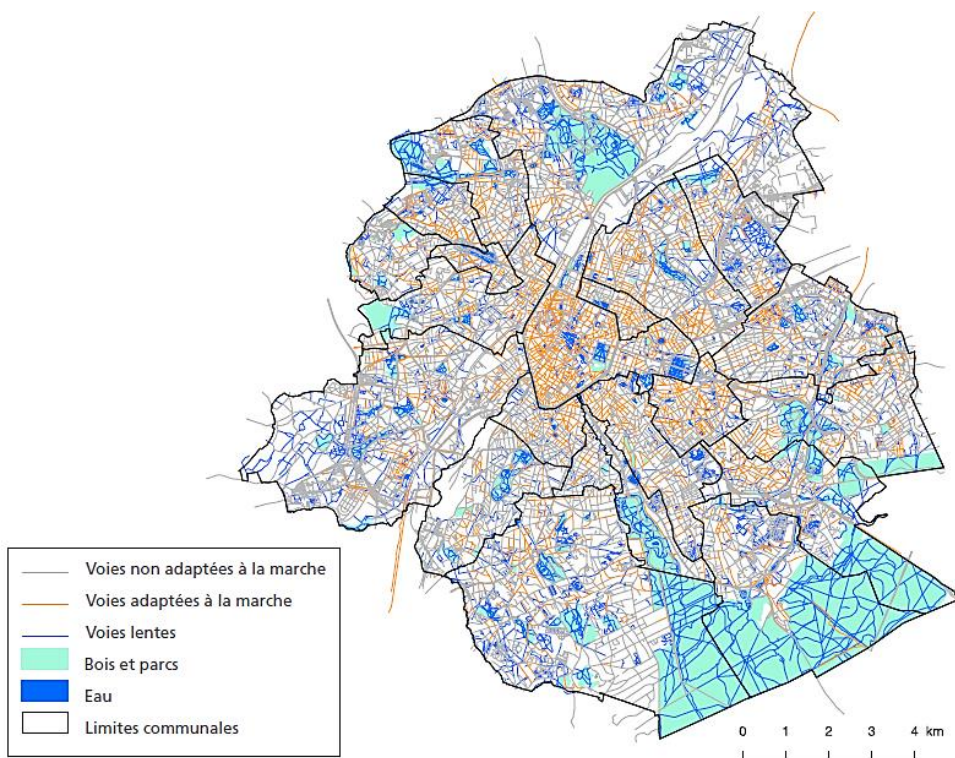 Voies non adaptées à la marche
Voies adaptées à la marche
Voies lentes
Bois et parcs
Eau
Limites communales
0 1 2 3 4 km